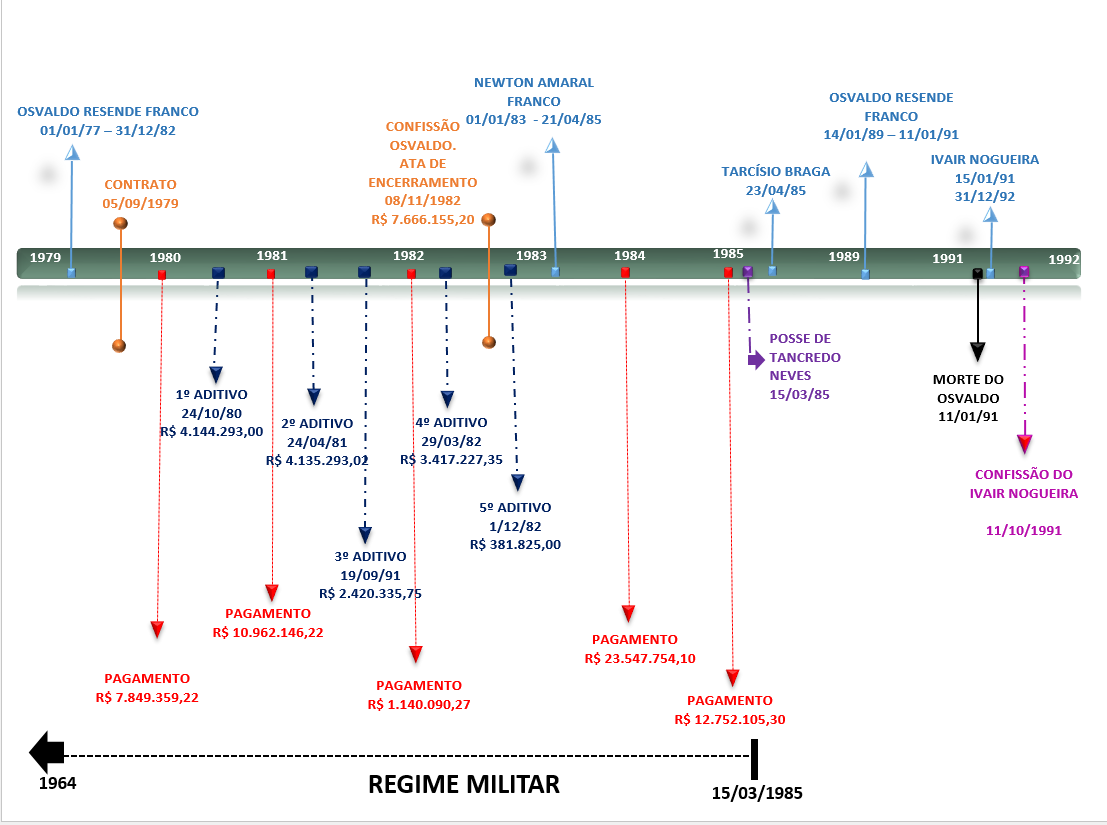 NEWTON AMARAL
FRANCO
01/01/83  - 21/04/85
OSVALDO RESENDE FRANCO
01/01/77 – 31/12/82
CONFISSÃO
OSVALDO.
ATA DE
ENCERRAMENTO
08/11/1982
R$ 7.666.155,20
OSVALDO RESENDE
FRANCO
14/01/89 – 11/01/91
IVAIR NOGUEIRA
15/01/91
31/12/92
TARCÍSIO BRAGA
23/04/85
CONTRATO
05/09/1979
1979 1980 1981 1982 1983 1984 1985 1989 1991 1992
POSSE DE
TANCREDO
NEVES
15/03/85
MORTE DO
OSVALDO
11/01/91
1º ADITIVO
24/10/80
R$ 4.144.293,00
2º ADITIVO
24/04/81
R$ 4.135.293,02
4º ADITIVO
29/03/82
R$ 3.417.227,35
CONFISSÃO DO
IVAIR NOGUEIRA
11/10/1991
5º ADITIVO
1/12/82
R$ 381.825,00
3º ADITIVO
19/09/91
R$ 2.420.335,75
PAGAMENTO
R$ 10.962.146,22
PAGAMENTO
R$ 23.547.754,10
PAGAMENTO
R$ 7.849.359,22
PAGAMENTO
R$ 1.140.090,27
PAGAMENTO
R$ 12.752.105,30
1964
REGIME MILITAR
15/03/1985